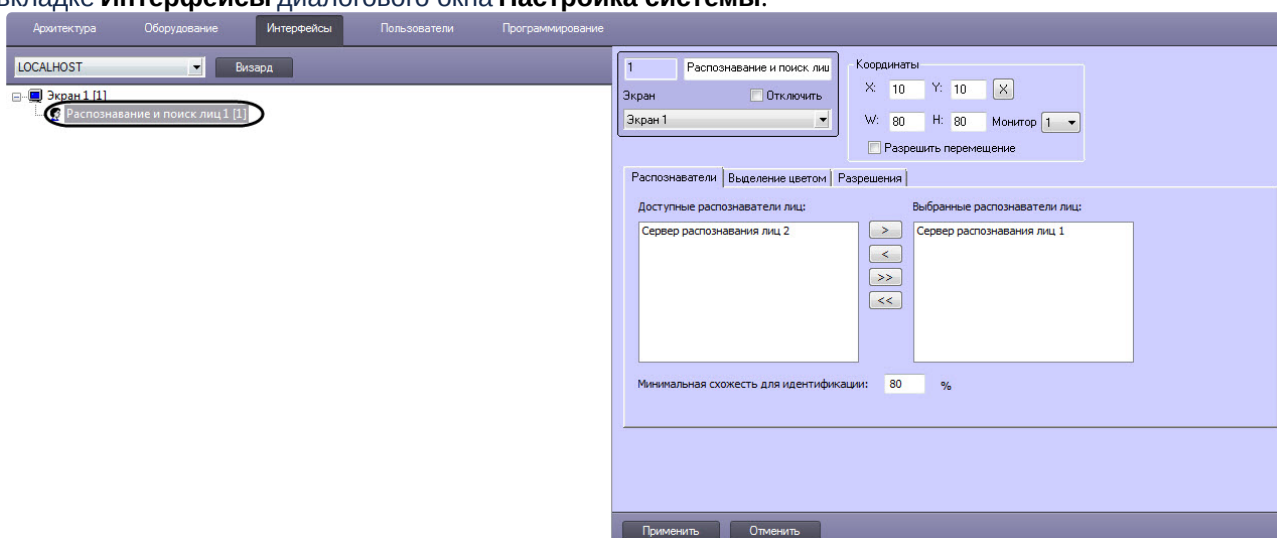 вкладке Интерфейсы диалогового окна Настройка системы.
Архитектура Оборудование Интерфейсы Пользователи Программирование
LOCALHOST Визард
Экран 1 [1]
Распознавание и поиск лиц 1 [1]
1 Распознавание и поиск лиц
Экран Отключить
Экран 1
Координаты
X: 10 Y: 10 X
W: 80 H: 80 Монитор 1
Разрешить перемещение
Распознаватели Выделение цветом Разрешения
Доступные распознаватели лиц: Выбранные распознаватели лиц:
Сервер распознавания лиц 2 > Сервер распознавания лиц 1
<
>>
<<
Минимальная схожесть для идентификации: 80 %
Применить Отменить